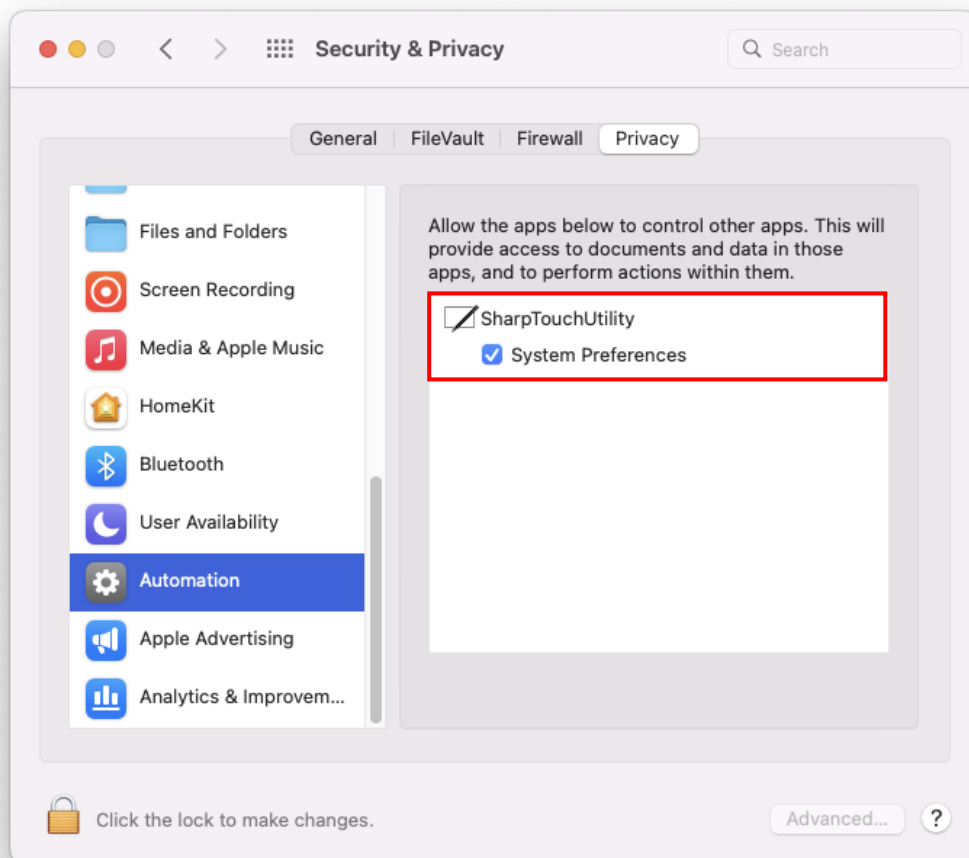 Security & Privacy
Search
General
FileVault
Firewall
Privacy
Files and Folders
Screen Recording
Media & Apple Music
HomeKit
Bluetooth
User Availability
Automation
Apple Advertising
Analytics & Improvem...
Allow the apps below to control other apps. This will
provide access to documents and data in those
apps, and to perform actions within them.
SharpTouchUtility
System Preferences
Click the lock to make changes.
Advanced...
?